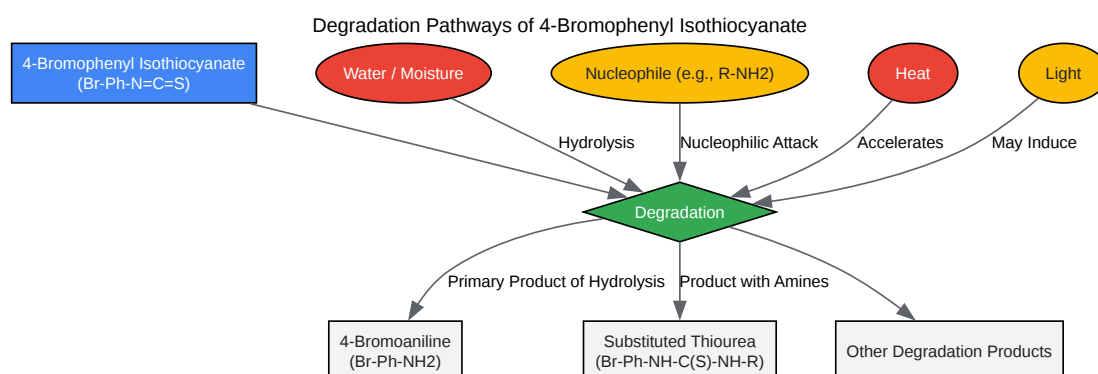 Degradation Pathways of 4-Bromophenyl Isothiocyanate
4-Bromophenyl Isothiocyanate
(Br-Ph-N=C=S)
Water / Moisture
Nucleophile (e.g., R-NH2)
Heat
Light
Hydrolysis
Nucleophilic Attack
Accelerates
May Induce
Degradation
Primary Product of Hydrolysis
Product with Amines
4-Bromoaniline
(Br-Ph-NH2)
Substituted Thiourea
(Br-Ph-NH-C(S)-NH-R)
Other Degradation Products